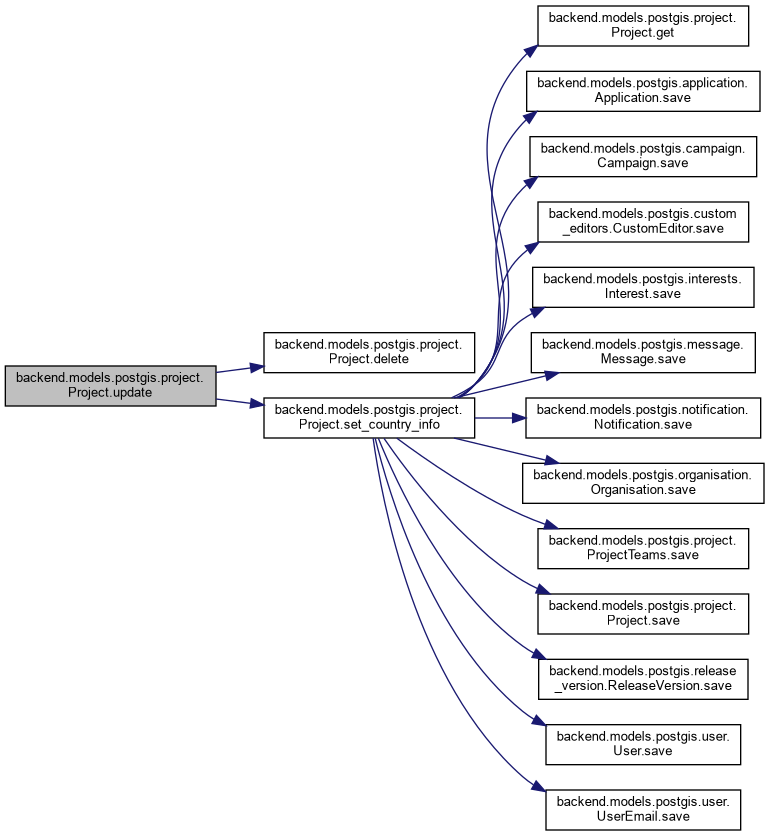 backend.models.postgis.project.
Project.get
backend.models.postgis.application.
Application.save
backend.models.postgis.campaign.
Campaign.save
backend.models.postgis.custom
_editors.CustomEditor.save
backend.models.postgis.interests.
Interest.save
backend.models.postgis.project.
Project.delete
backend.models.postgis.message.
Message.save
backend.models.postgis.project.
Project.update
backend.models.postgis.project.
Project.set_country_info
backend.models.postgis.notification.
Notification.save
backend.models.postgis.organisation.
Organisation.save
backend.models.postgis.project.
ProjectTeams.save
backend.models.postgis.project.
Project.save
backend.models.postgis.release
_version.ReleaseVersion.save
backend.models.postgis.user.
User.save
backend.models.postgis.user.
UserEmail.save